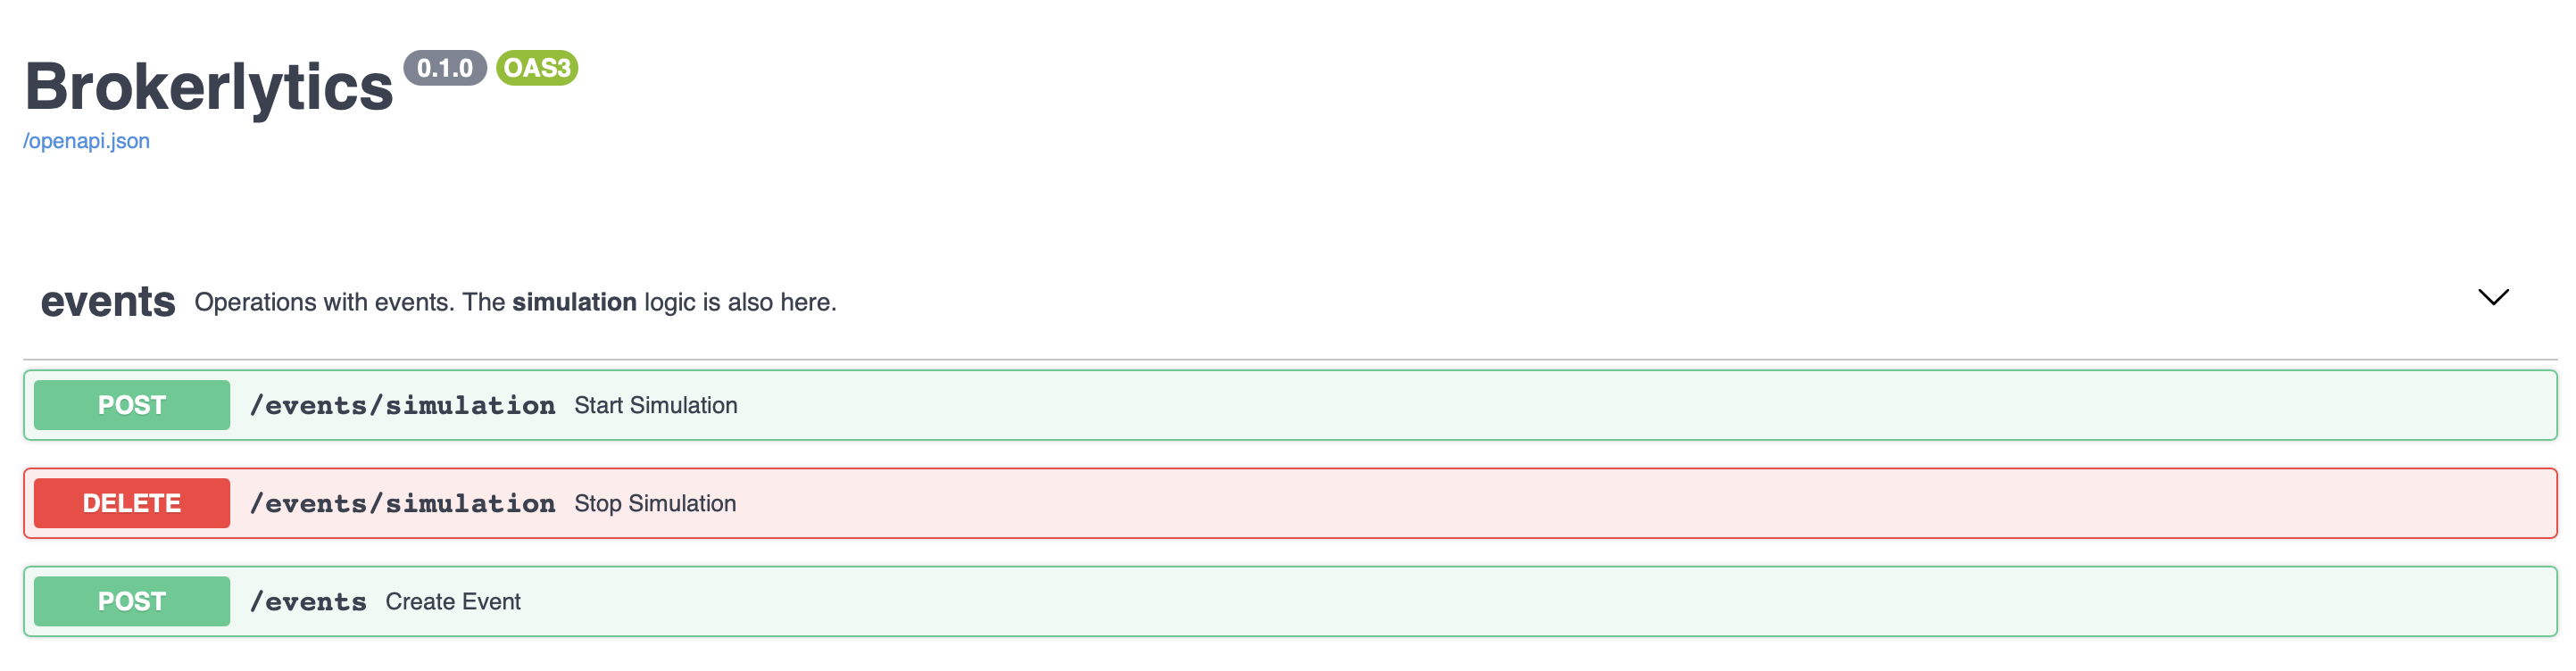 Brokerlytics 0.1.0 OAS3
/openapi.json
events Operations with events. The simulation logic is also here.
POST /events/simulation Start Simulation
DELETE /events/simulation Stop Simulation
POST /events Create Event